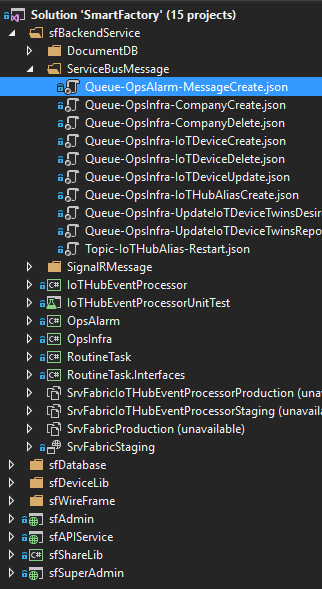 Solution 'SmartFactory' (15 projects)
sfBackendService
DocumentDB
ServiceBusMessage
Queue-OpsAlarm-MessageCreate.json
Queue-OpsInfra-CompanyCreate.json
Queue-OpsInfra-CompanyDelete.json
Queue-OpsInfra-IoTDeviceCreate.json
Queue-OpsInfra-IoTDeviceDelete.json
Queue-OpsInfra-IoTDeviceUpdate.json
Queue-OpsInfra-IoTHubAliasCreate.json
Queue-OpsInfra-UpdateIoTDeviceTwinsDesire
Queue-OpsInfra-UpdateIoTDeviceTwinsRepo
Topic-IoTHubAlias-Restart.json
SignalRMessage
C# IoTHubEventProcessor
IoTHubEventProcessorUnitTest
C# OpsAlarm
C# OpsInfra
C# RoutineTask
C# RoutineTask.Interfaces
SrvFabricIoTHubEventProcessorProduction (una
SrvFabricIoTHubEventProcessorStaging (unavai
SrvFabricProduction (unavailable)
SrvFabricStaging
sfDatabase
sfDeviceLib
sfWireFrame
sfAdmin
sfAPIService
C# sfShareLib
sfSuperAdmin